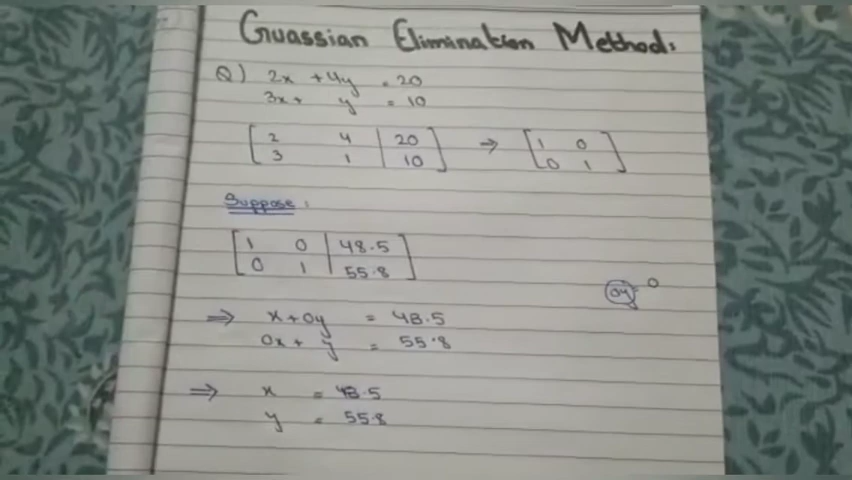 Guassian Elimination Method:
Q) 2x + 4y = 20
3x + y = 10
[ 2 4 | 20 ] → [ 1 0 ]
[ 3 1 | 10 ] [ 0 1 ]
Suppose:
[ 1 0 | 48.5 ]
[ 0 1 | 55.8 ]
0y = 0
⇒ x + 0y = 48.5
0x + y = 55.8
⇒ x = 48.5
y = 55.8